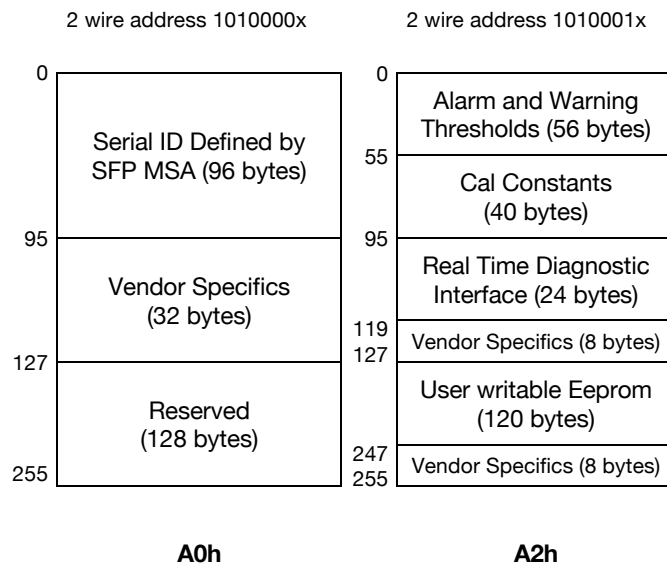 2 wire address 1010000x
0
Serial ID Defined by
SFP MSA (96 bytes)
95
Vendor Specifics
(32 bytes)
127
Reserved
(128 bytes)
255
A0h
2 wire address 1010001x
0
Alarm and Warning
Thresholds (56 bytes)
55
Cal Constants
(40 bytes)
95
Real Time Diagnostic
Interface (24 bytes)
119
Vendor Specifics (8 bytes)
127
User writable Eeprom
(120 bytes)
247
Vendor Specifics (8 bytes)
255
A2h